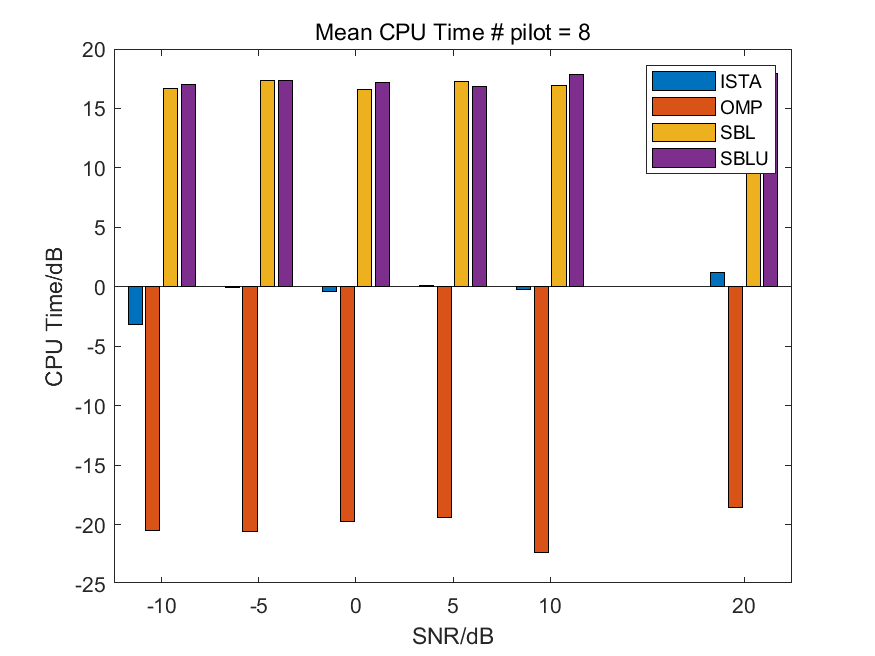 Mean CPU Time # pilot = 8
20
15
10
5
0
-5
-10
-15
-20
-25
CPU Time/dB
ISTA
OMP
SBL
SBLU
-10 -5 0 5 10 20
SNR/dB